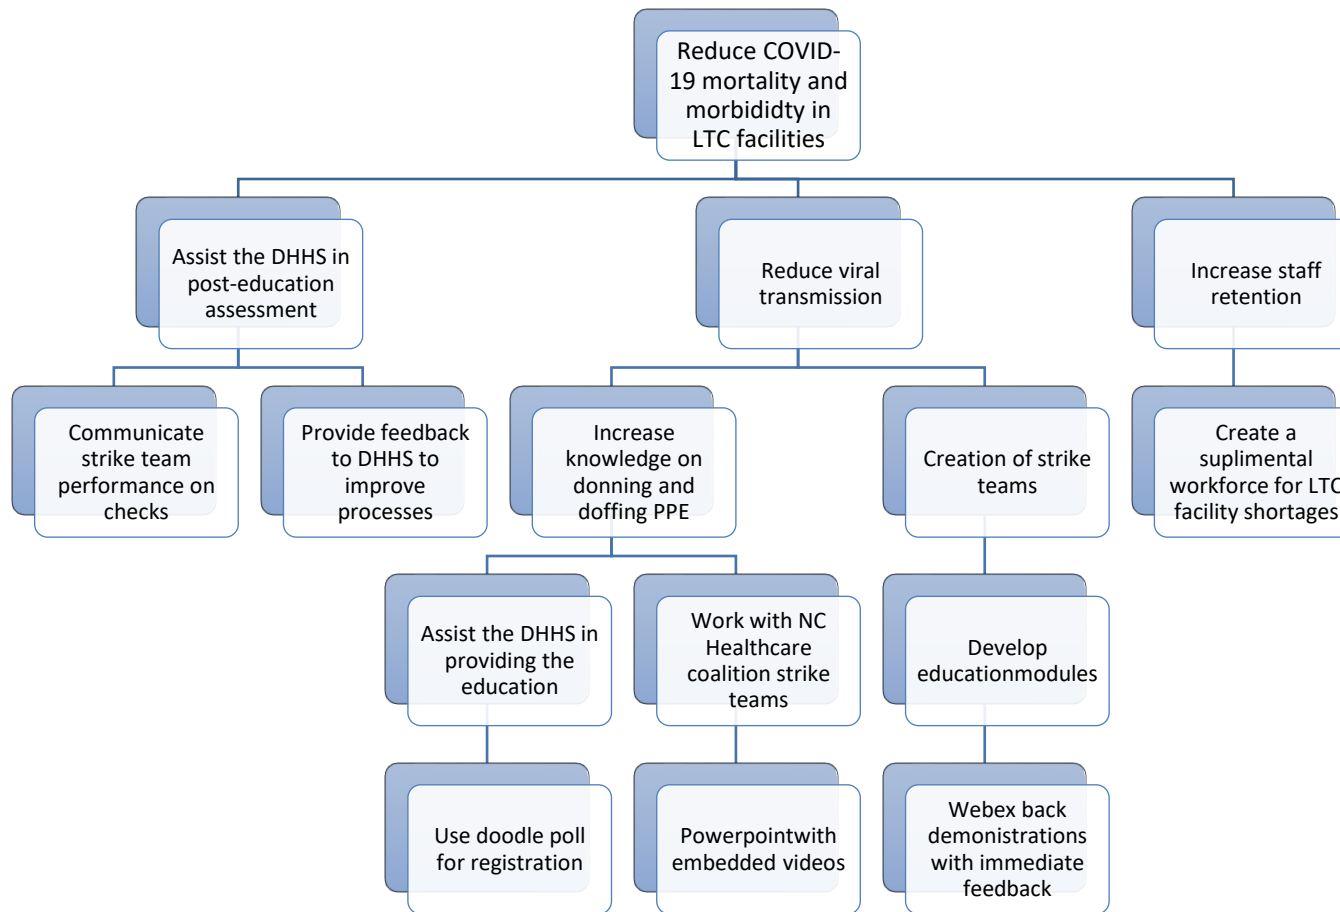 Reduce COVID-
19 mortality and
morbididty in
LTC facilities
Assist the DHHS in
post-education
assessment
Reduce viral
transmission
Increase staff
retention
Communicate
strike team
performance on
checks
Provide feedback
to DHHS to
improve
processes
Increase
knowledge on
donning and
doffing PPE
Creation of strike
teams
Create a
suplimental
workforce for LTC
facility shortages
Assist the DHHS in
providing the
education
Work with NC
Healthcare
coalition strike
teams
Develop
educationmodules
Use doodle poll
for registration
Powerpointwith
embedded videos
Webex back
demonistrations
with immediate
feedback